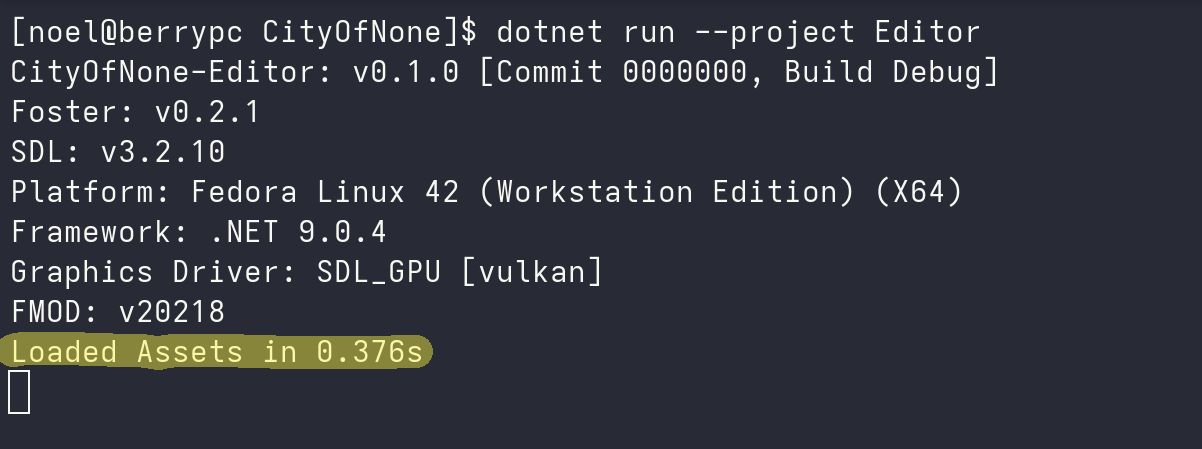 [noel@berrypc CityOfNone]$ dotnet run --project Editor
CityOfNone-Editor: v0.1.0 [Commit 0000000, Build Debug]
Foster: v0.2.1
SDL: v3.2.10
Platform: Fedora Linux 42 (Workstation Edition) (X64)
Framework: .NET 9.0.4
Graphics Driver: SDL_GPU [vulkan]
FMOD: v20218
Loaded Assets in 0.376s